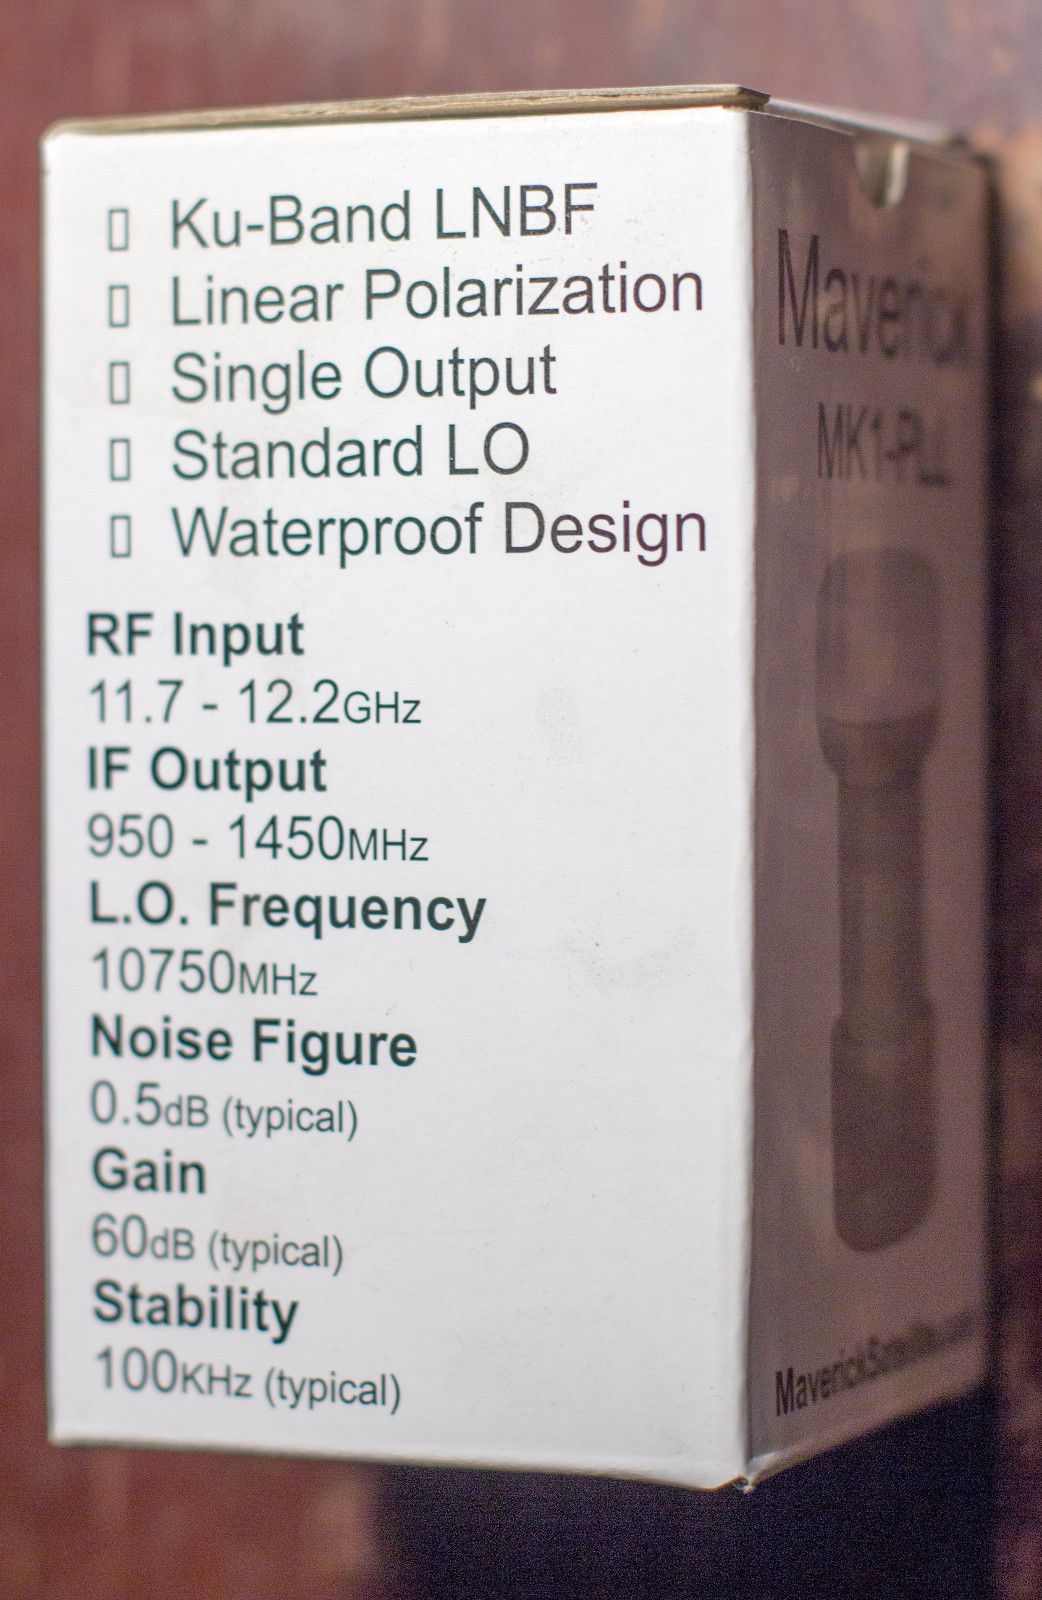 ▯ Ku-Band LNBF
▯ Linear Polarization
▯ Single Output
▯ Standard LO
▯ Waterproof Design
RF Input
11.7 - 12.2GHz
IF Output
950 - 1450MHz
L.O. Frequency
10750MHz
Noise Figure
0.5dB (typical)
Gain
60dB (typical)
Stability
100KHz (typical)
Maverick
MK1-PLL